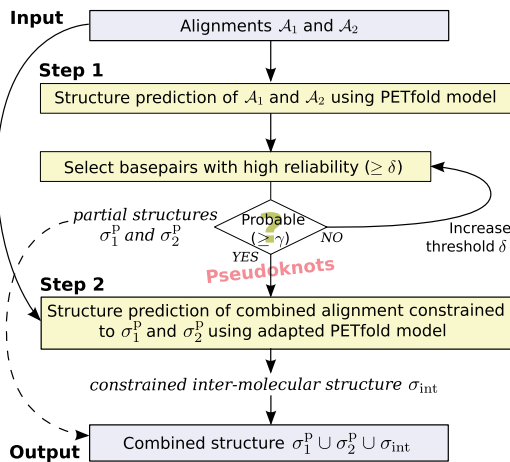 Input
Alignments 𝒜₁ and 𝒜₂
Step 1
Structure prediction of 𝒜₁ and 𝒜₂ using PETfold model
Select basepairs with high reliability (≥ δ)
partial structures
σ₁ᵖ and σ₂ᵖ
?
Probable
(≥ γ)
YES
NO
Increase
threshold δ
Pseudoknots
Step 2
Structure prediction of combined alignment constrained
to σ₁ᵖ and σ₂ᵖ using adapted PETfold model
constrained inter-molecular structure σ_int
Output
Combined structure σ₁ᵖ ∪ σ₂ᵖ ∪ σ_int